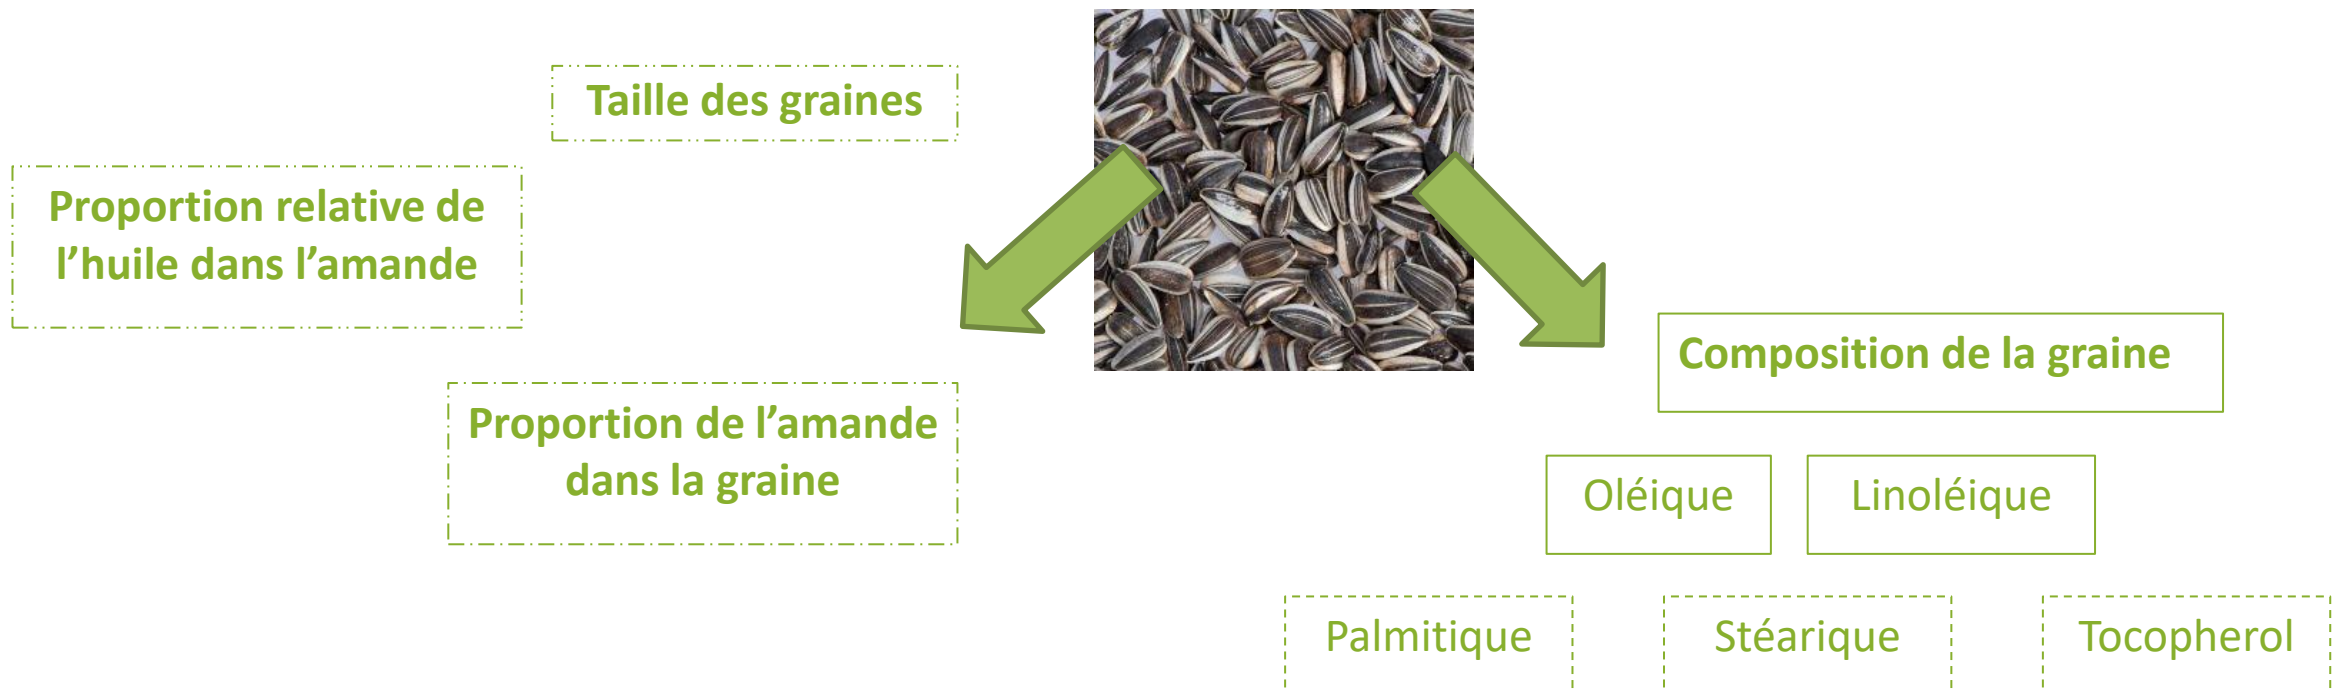 Taille des graines
Proportion relative de
l’huile dans l’amande
Proportion de l’amande
dans la graine
Composition de la graine
Oléique
Linoléique
Palmitique
Stéarique
Tocopherol